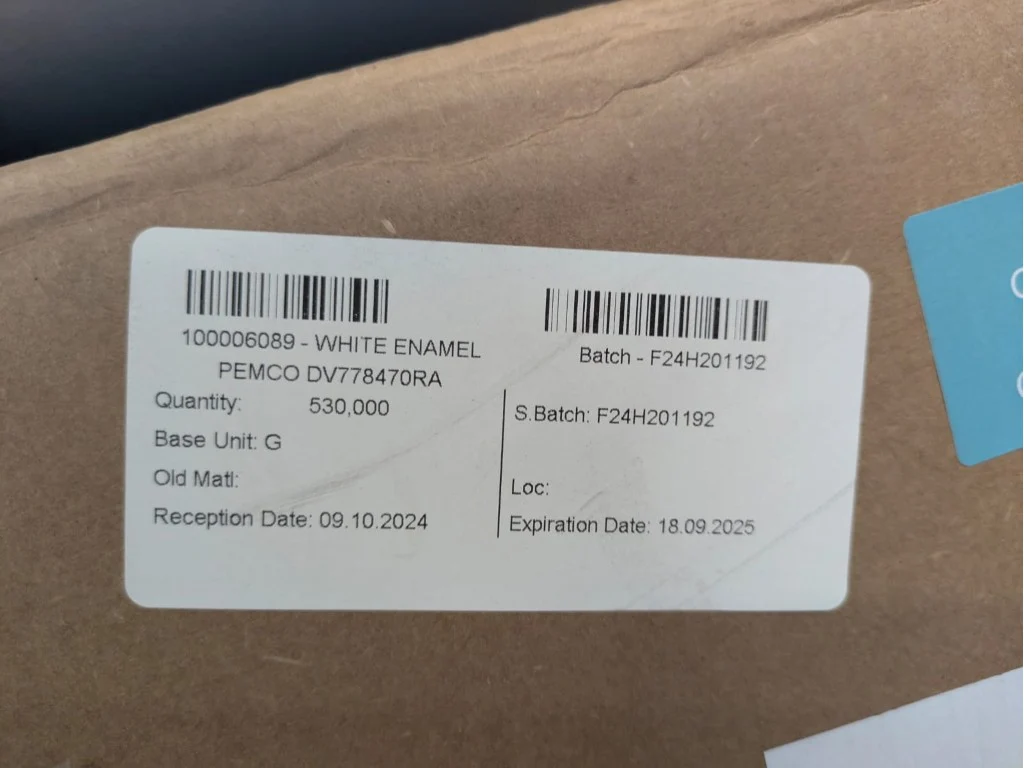 100006089 - WHITE ENAMEL
PEMCO DV778470RA
Quantity: 530,000
Base Unit: G
Old Matl:
Reception Date: 09.10.2024
Batch - F24H201192
S.Batch: F24H201192
Loc:
Expiration Date: 18.09.2025